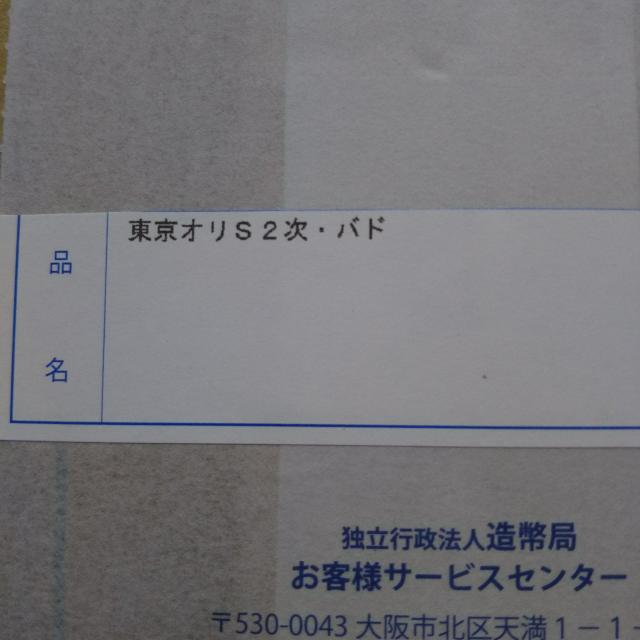 東京オリS2次・バド
品
名
独立行政法人造幣局
お客様サービスセンター
〒530-0043 大阪市北区天満1-1-